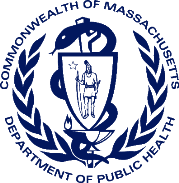 COMMONWEALTH OF MASSACHUSETTS
DEPARTMENT OF PUBLIC HEALTH